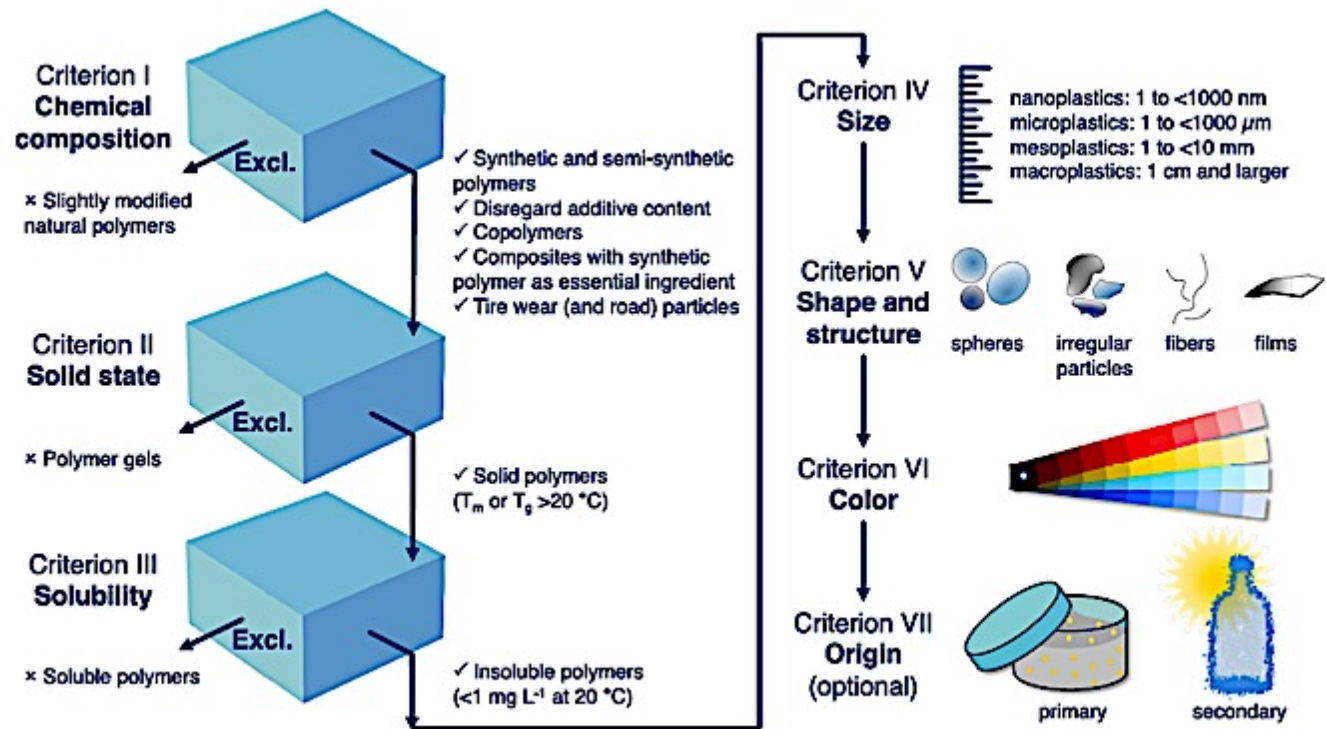 Criterion I
Chemical
composition
Excl.
× Slightly modified
natural polymers
✓ Synthetic and semi-synthetic
polymers
✓ Disregard additive content
✓ Copolymers
✓ Composites with synthetic
polymer as essential ingredient
✓ Tire wear (and road) particles
Criterion II
Solid state
Excl.
× Polymer gels
✓ Solid polymers
(Tm or Tg >20 °C)
Criterion III
Solubility
Excl.
× Soluble polymers
✓ Insoluble polymers
(<1 mg L⁻¹ at 20 °C)
Criterion IV
Size
nanoplastics: 1 to <1000 nm
microplastics: 1 to <1000 µm
mesoplastics: 1 to <10 mm
macroplastics: 1 cm and larger
Criterion V
Shape and
structure
spheres
irregular
particles
fibers
films
Criterion VI
Color
Criterion VII
Origin
(optional)
primary
secondary